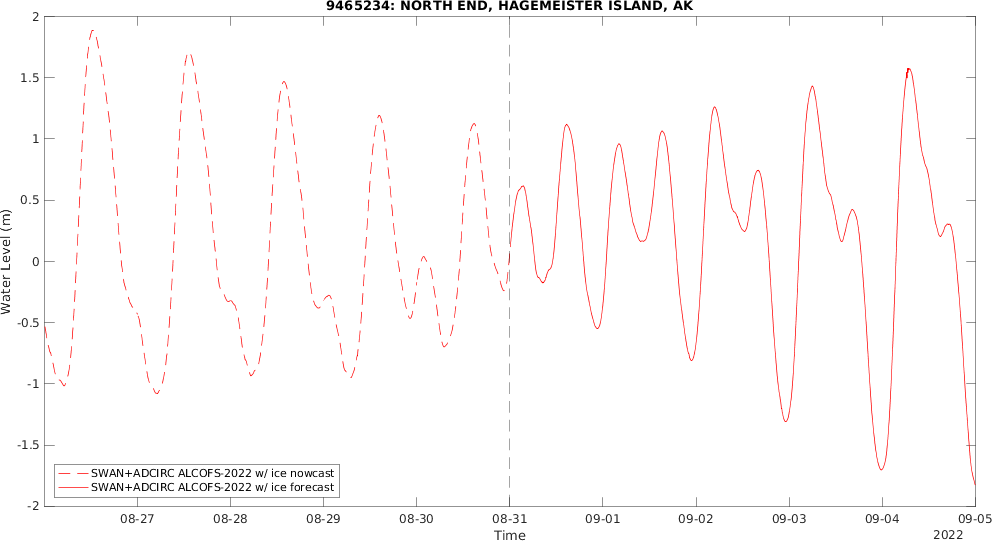 9465234: NORTH END, HAGEMEISTER ISLAND, AK
2
1.5
1
0.5
0
-0.5
-1
-1.5
-2
Water Level (m)
SWAN+ADCIRC ALCOFS-2022 w/ ice nowcast
SWAN+ADCIRC ALCOFS-2022 w/ ice forecast
08-27 08-28 08-29 08-30 08-31 09-01 09-02 09-03 09-04 09-05
Time
2022